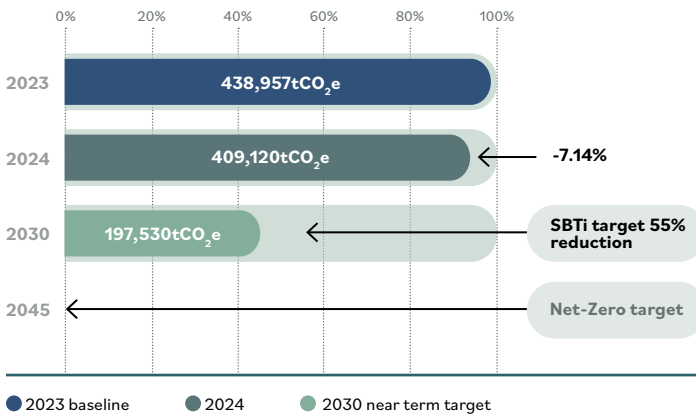 0% 20% 40% 60% 80% 100%
2023 438,957tCO₂e
2024 409,120tCO₂e -7.14%
2030 197,530tCO₂e SBTi target 55%
reduction
2045 Net-Zero target
2023 baseline 2024 2030 near term target